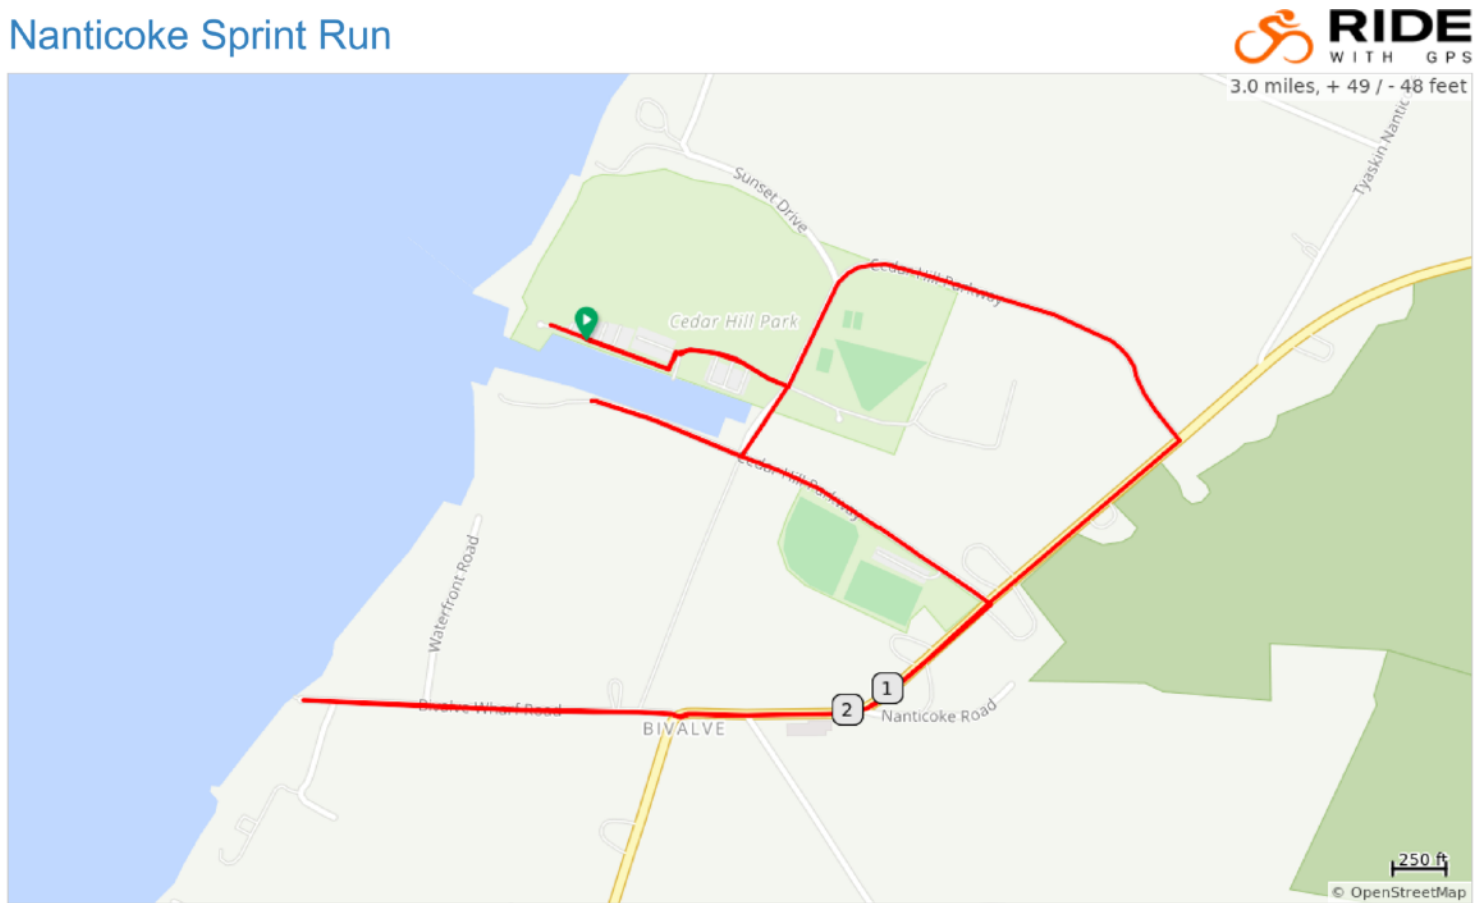 Nanticoke Sprint Run
RIDE
WITH GPS
3.0 miles, + 49 / - 48 feet
Sunset Drive
Cedar Hill Parkway
Cedar Hill Park
Cedar Hill Parkway
Waterfront Road
Bivalve Wharf Road
1
2
Nanticoke Road
BIVALVE
250 ft
© OpenStreetMap